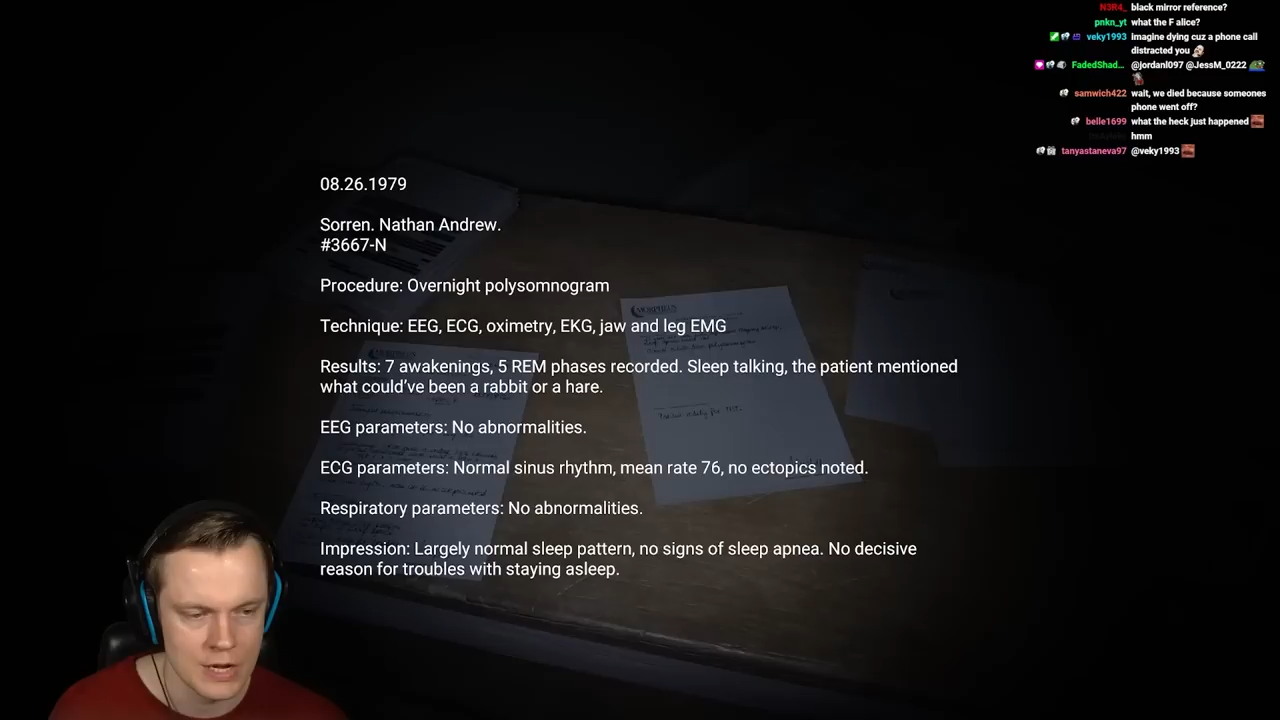 N3R4_ black mirror reference?
pnkn_yt what the F alice?
veky1993 imagine dying cuz a phone call
distracted you
FadedShad... @jordanl097 @JessM_0222
samwich422 wait, we died because someones
phone went off?
belle1699 what the heck just happened
hmm
tanyastaneva97 @veky1993
08.26.1979
Sorren. Nathan Andrew.
#3667-N
Procedure: Overnight polysomnogram
Technique: EEG, ECG, oximetry, EKG, jaw and leg EMG
Results: 7 awakenings, 5 REM phases recorded. Sleep talking, the patient mentioned
what could've been a rabbit or a hare.
EEG parameters: No abnormalities.
ECG parameters: Normal sinus rhythm, mean rate 76, no ectopics noted.
Respiratory parameters: No abnormalities.
Impression: Largely normal sleep pattern, no signs of sleep apnea. No decisive
reason for troubles with staying asleep.